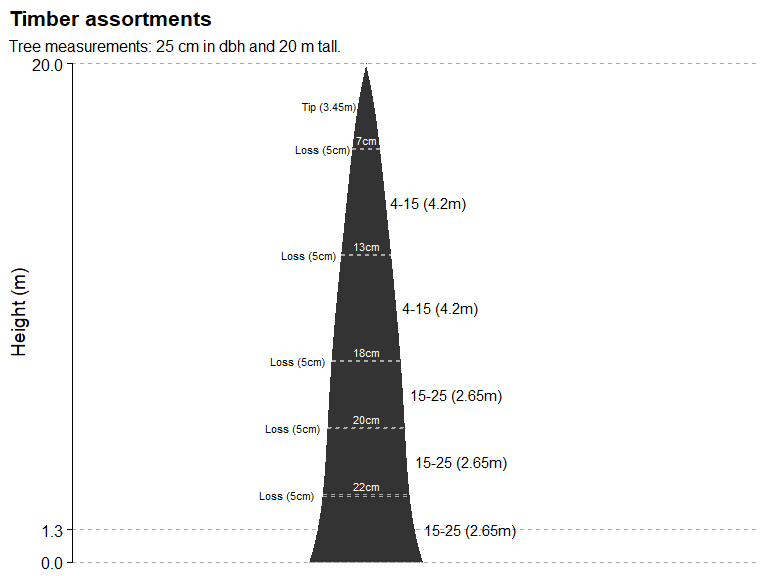 Timber assortments
Tree measurements: 25 cm in dbh and 20 m tall.
20.0
Tip (3.45m)
7cm
Loss (5cm)
4-15 (4.2m)
13cm
Loss (5cm)
Height (m)
4-15 (4.2m)
18cm
Loss (5cm)
15-25 (2.65m)
20cm
Loss (5cm)
15-25 (2.65m)
22cm
Loss (5cm)
1.3
15-25 (2.65m)
0.0